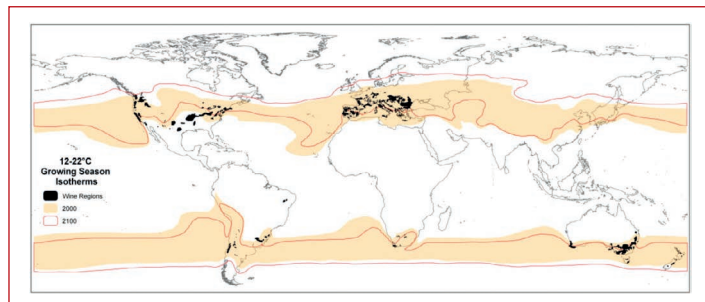 12-22°C
Growing Season
Isotherms
Wine Regions
2000
2100